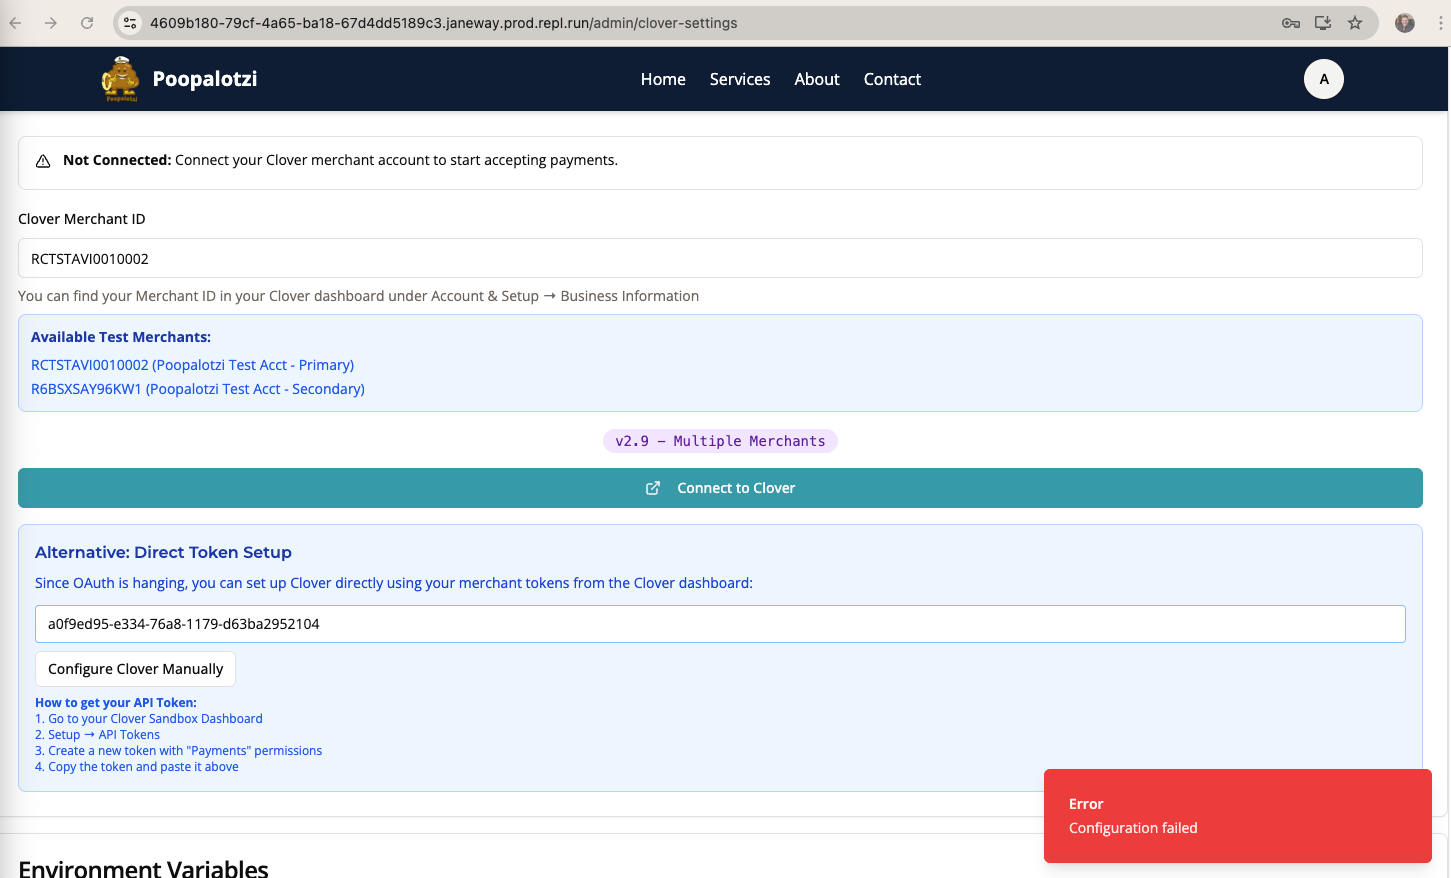 4609b180-79cf-4a65-ba18-67d4dd5189c3.janeway.prod.repl.run/admin/clover-settings
Poopalotzi
Poopalotzi
Home
Services
About
Contact
A
Not Connected: Connect your Clover merchant account to start accepting payments.
Clover Merchant ID
RCTSTAVI0010002
You can find your Merchant ID in your Clover dashboard under Account & Setup → Business Information
Available Test Merchants:
RCTSTAVI0010002 (Poopalotzi Test Acct - Primary)
R6BSXSAY96KW1 (Poopalotzi Test Acct - Secondary)
v2.9 – Multiple Merchants
Connect to Clover
Alternative: Direct Token Setup
Since OAuth is hanging, you can set up Clover directly using your merchant tokens from the Clover dashboard:
a0f9ed95-e334-76a8-1179-d63ba2952104
Configure Clover Manually
How to get your API Token:
1. Go to your Clover Sandbox Dashboard
2. Setup → API Tokens
3. Create a new token with "Payments" permissions
4. Copy the token and paste it above
Error
Configuration failed
Environment Variables